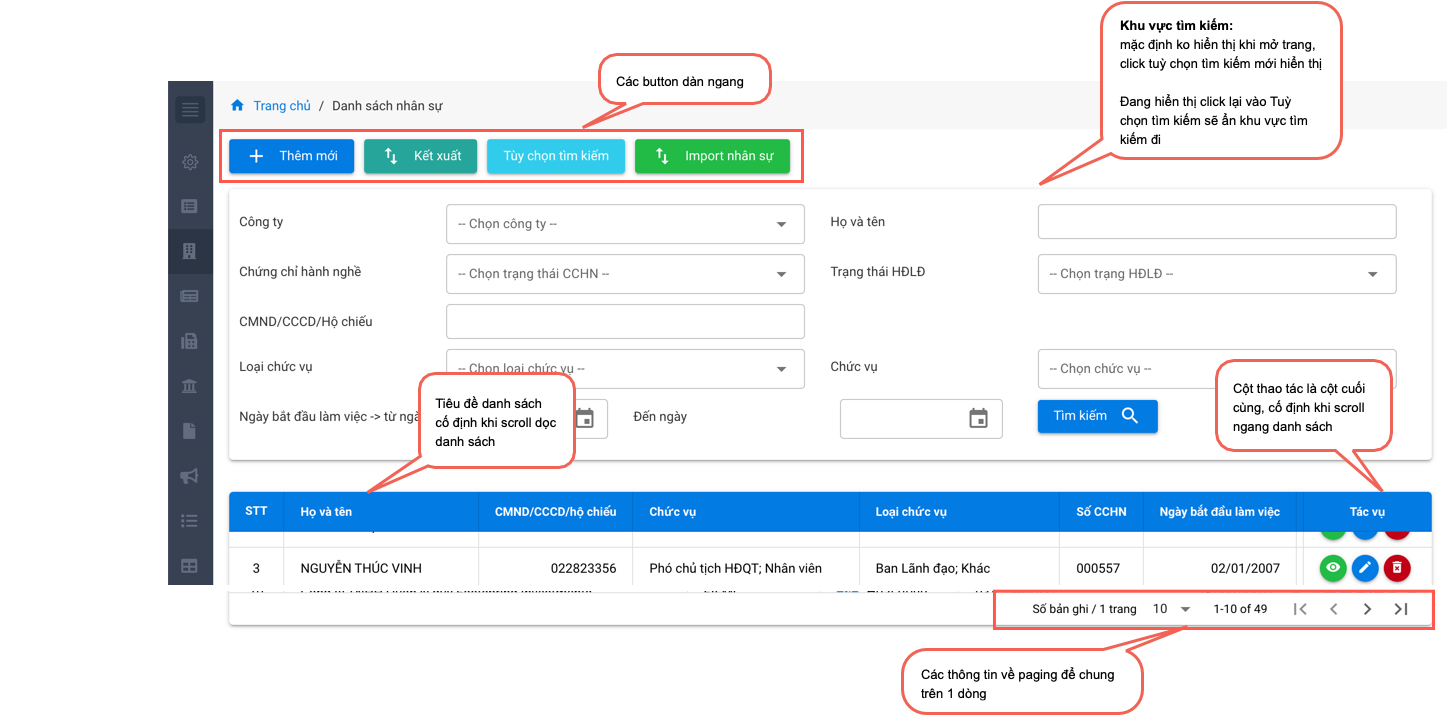 Khu vực tìm kiếm:
mặc định ko hiển thị khi mở trang,
click tuỳ chọn tìm kiếm mới hiển thị
Đang hiển thị click lại vào Tuỳ
chọn tìm kiếm sẽ ẩn khu vực tìm
kiếm đi
Các button dàn ngang
Trang chủ / Danh sách nhân sự
Thêm mới
Kết xuất
Tùy chọn tìm kiếm
Import nhân sự
Công ty
-- Chọn công ty --
Họ và tên
Chứng chỉ hành nghề
-- Chọn trạng thái CCHN --
Trạng thái HĐLĐ
-- Chọn trạng HĐLĐ --
CMND/CCCD/Hộ chiếu
Loại chức vụ
-- Chọn loại chức vụ --
Chức vụ
-- Chọn chức vụ --
Ngày bắt đầu làm việc -> từ ngà
Đến ngày
Tìm kiếm
Tiêu đề danh sách
cố định khi scroll dọc
danh sách
Cột thao tác là cột cuối
cùng, cố định khi scroll
ngang danh sách
STT
Họ và tên
CMND/CCCD/hộ chiếu
Chức vụ
Loại chức vụ
Số CCHN
Ngày bắt đầu làm việc
Tác vụ
3
NGUYỄN THÚC VINH
022823356
Phó chủ tịch HĐQT; Nhân viên
Ban Lãnh đạo; Khác
000557
02/01/2007
Số bản ghi / 1 trang
10
1-10 of 49
Các thông tin về paging để chung
trên 1 dòng